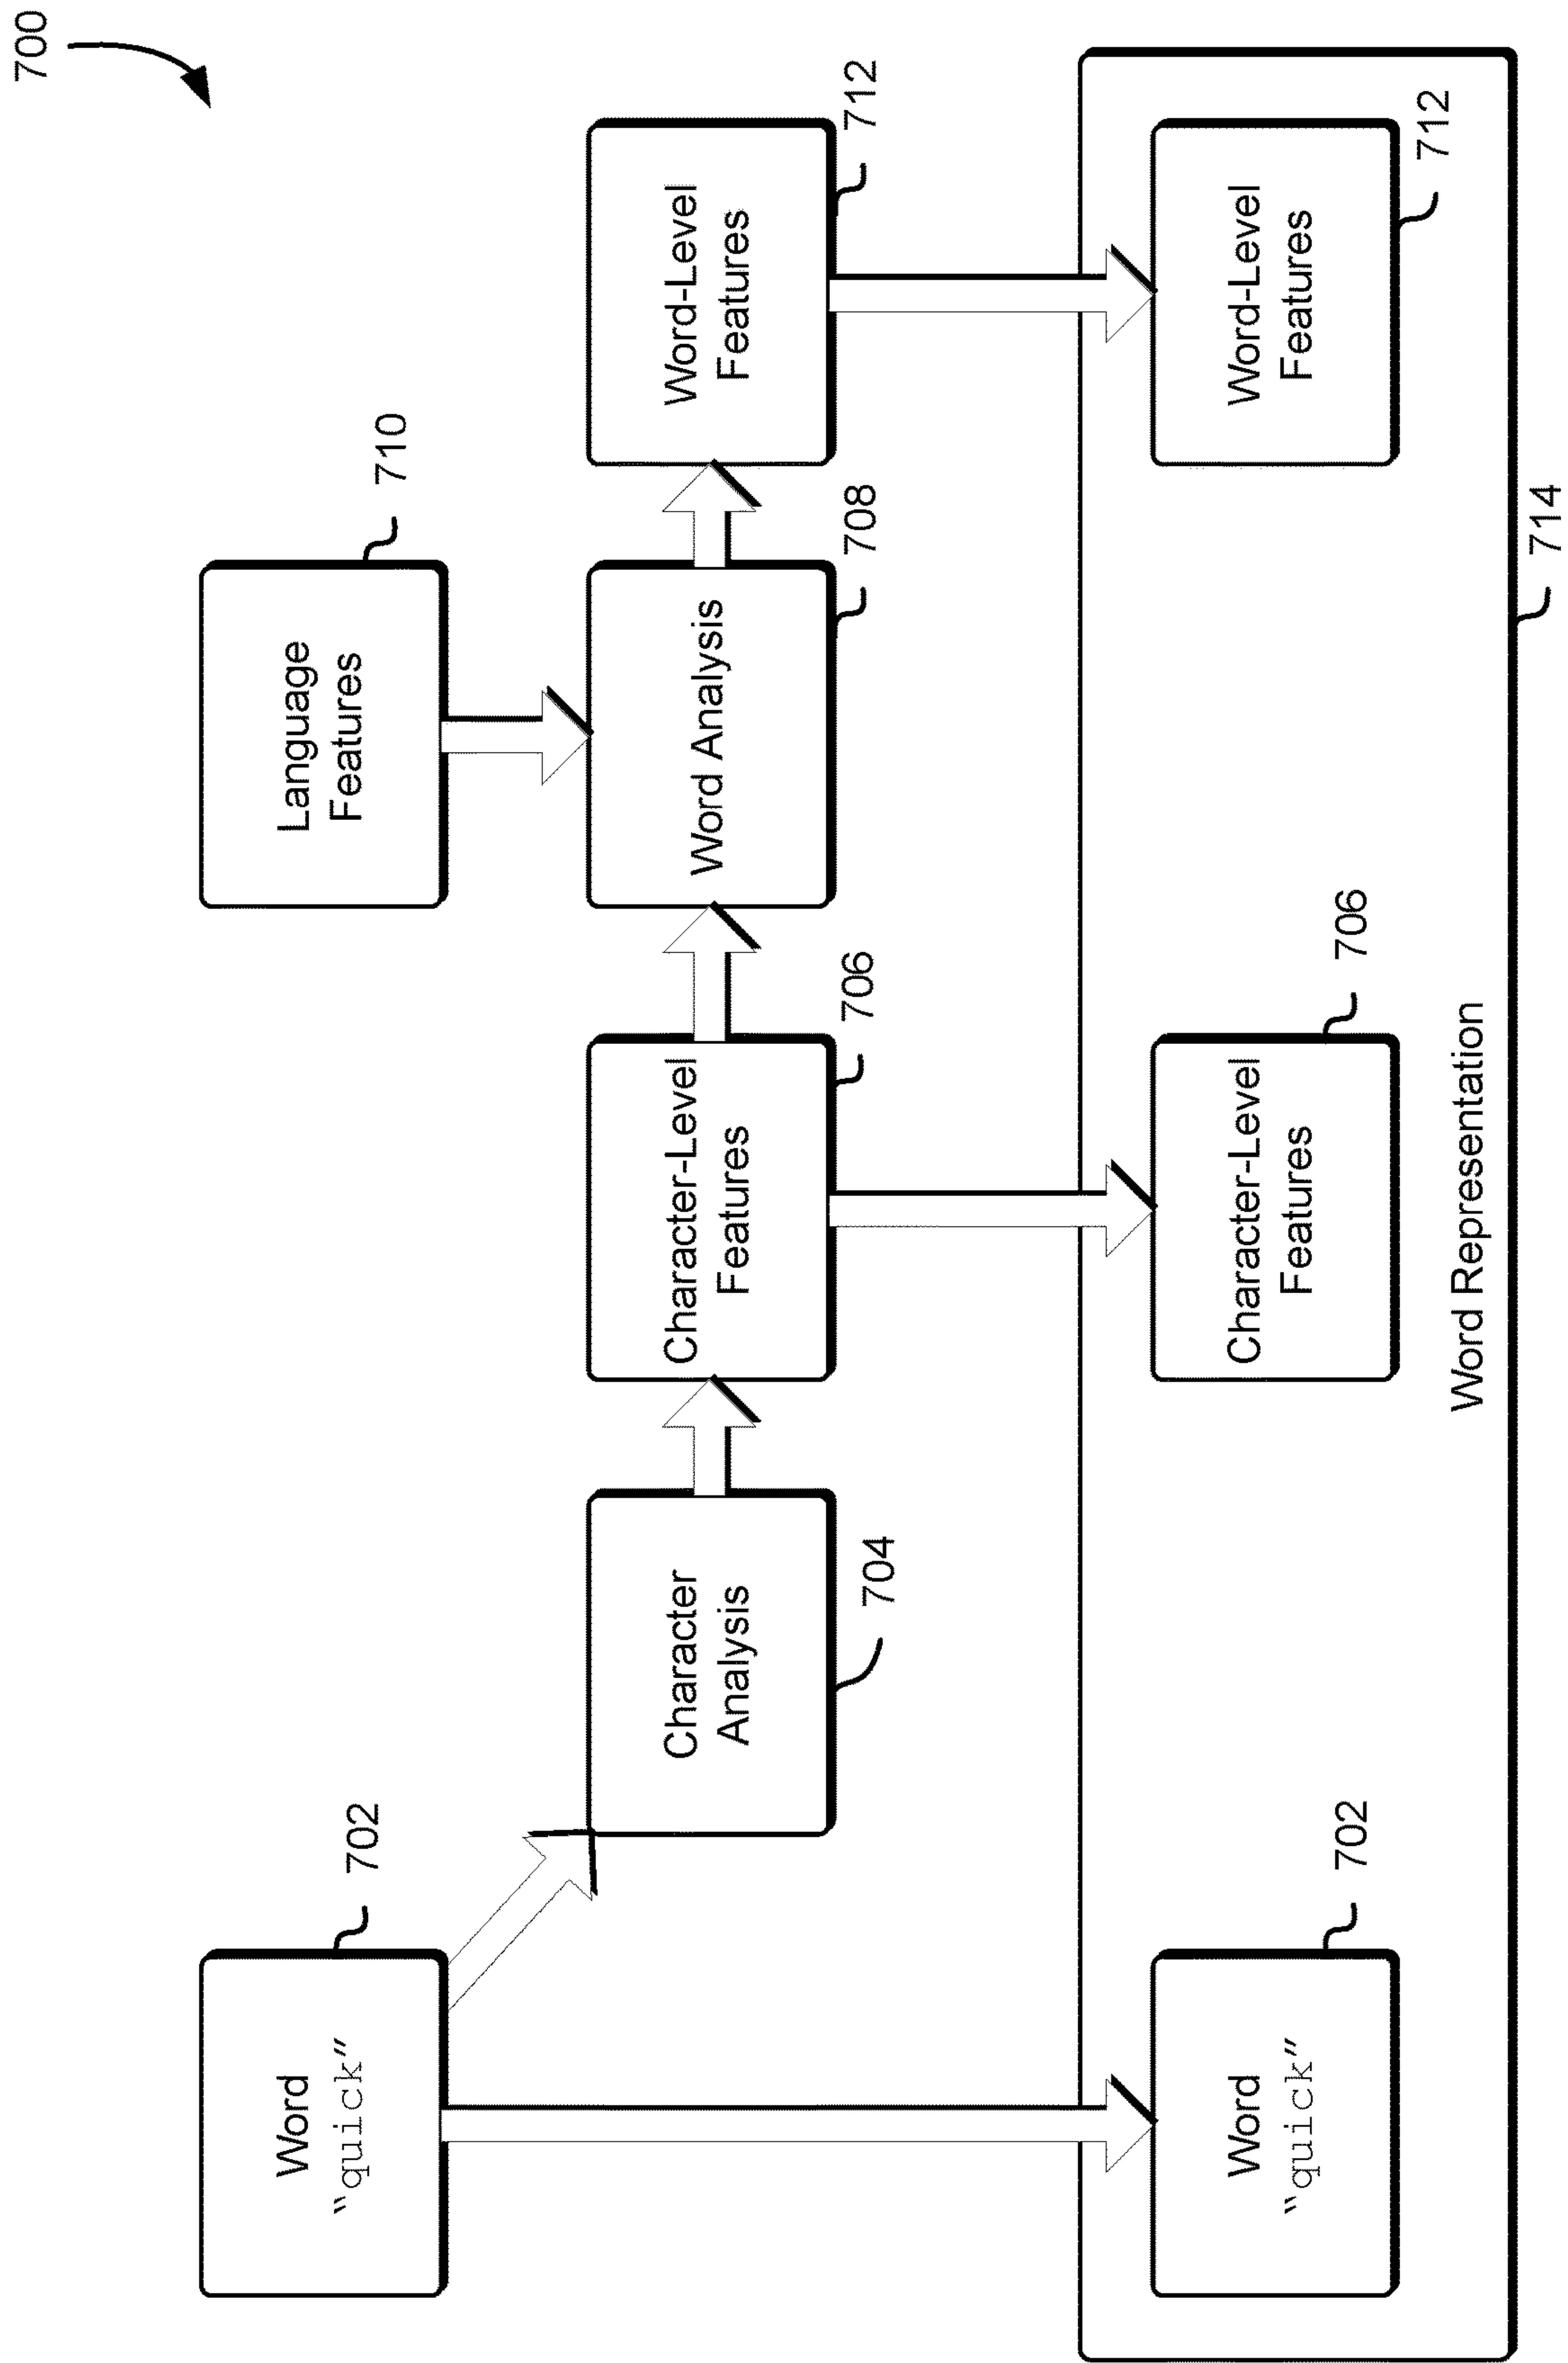 700
Word
“quick”
702
Language
Features
710
Character
Analysis
704
Character-Level
Features
706
Word Analysis
708
Word-Level
Features
712
Word
“quick”
702
Character-Level
Features
706
Word-Level
Features
712
Word Representation
714